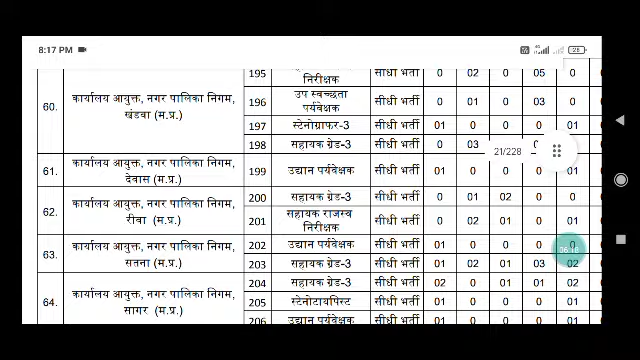 8:17 PM 28
195 निरीक्षक सीधी भर्ती 0 02 0 05 0
60. कार्यालय आयुक्त, नगर पालिका निगम, खंडवा (म.प्र.)
196 उप स्वच्छता पर्यवेक्षक सीधी भर्ती 0 01 0 03 0
197 स्टेनोग्राफर-3 सीधी भर्ती 01 0 0 0 01
198 सहायक ग्रेड-3 सीधी भर्ती 0 03
21/228
61. कार्यालय आयुक्त, नगर पालिका निगम, देवास (म.प्र.)
199 उद्यान पर्यवेक्षक सीधी भर्ती 01 0 0 0 01
62. कार्यालय आयुक्त, नगर पालिका निगम, रीवा (म.प्र.)
200 सहायक ग्रेड-3 सीधी भर्ती 0 01 02 0 0
201 सहायक राजस्व निरीक्षक सीधी भर्ती 0 02 01 0 01
63. कार्यालय आयुक्त, नगर पालिका निगम, सतना (म.प्र.)
202 उद्यान पर्यवेक्षक सीधी भर्ती 01 0 0 0 0
203 सहायक ग्रेड-3 सीधी भर्ती 01 02 01 03 02
64. कार्यालय आयुक्त, नगर पालिका निगम, सागर (म.प्र.)
204 सहायक ग्रेड-3 सीधी भर्ती 02 0 01 01 02
205 स्टेनोटायपिस्ट सीधी भर्ती 01 0 0 0 01
206 उद्यान पर्यवेक्षक सीधी भर्ती 01 0 0 0 01